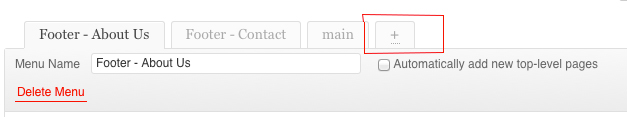 Footer - About Us Footer - Contact main +
Menu Name Footer - About Us Automatically add new top-level pages
Delete Menu